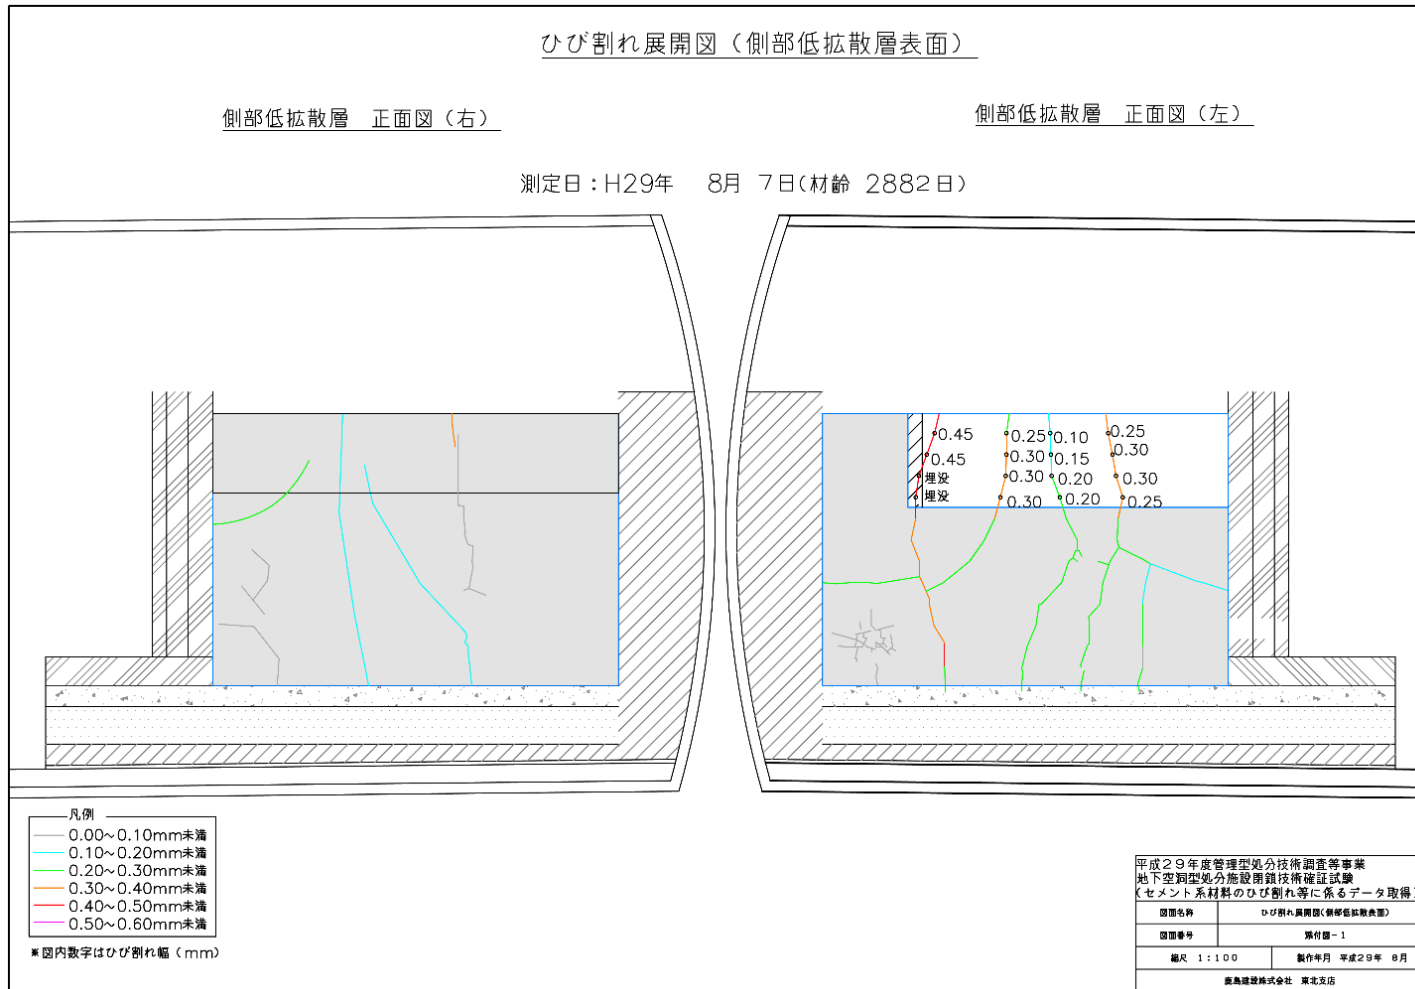 ひび割れ展開図（側部低拡散層表面）
側部低拡散層　正面図（右）
側部低拡散層　正面図（左）
測定日：H29年　8月 7日(材齢 2882日)
0.45 0.25 0.10 0.25
0.45 0.30 0.15 0.30
埋没 0.30 0.20 0.30
埋没 0.30 0.20 0.25
凡例
0.00～0.10mm未満
0.10～0.20mm未満
0.20～0.30mm未満
0.30～0.40mm未満
0.40～0.50mm未満
0.50～0.60mm未満
※図内数字はひび割れ幅（mm）
平成２９年度管理型処分技術調査等事業
地下空洞型処分施設閉鎖技術確証試験
（セメント系材料のひび割れ等に係るデータ取得）
図面名称 ひび割れ展開図(側部低拡散表面)
図面番号 添付図－1
縮尺 1：100 製作年月 平成29年 8月
鹿島建設株式会社 東北支店